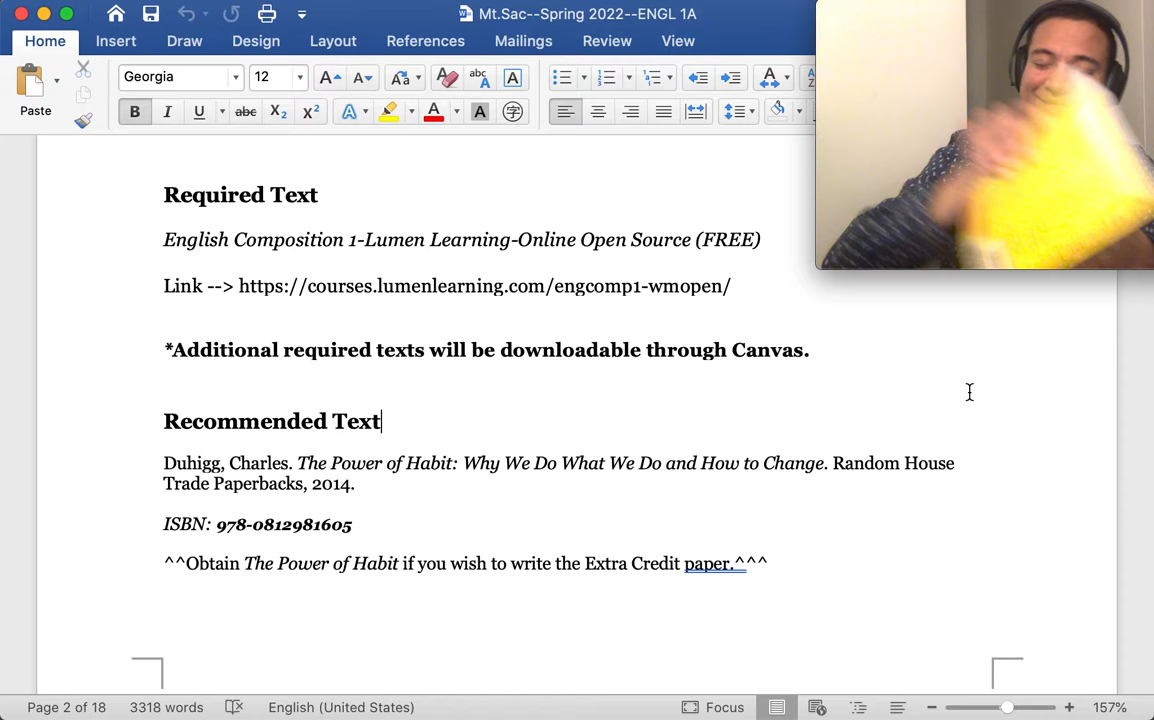 Mt.Sac--Spring 2022--ENGL 1A
Home Insert Draw Design Layout References Mailings Review View
Paste
Georgia 12
Required Text
English Composition 1-Lumen Learning-Online Open Source (FREE)
Link --> https://courses.lumenlearning.com/engcomp1-wmopen/
*Additional required texts will be downloadable through Canvas.
Recommended Text
Duhigg, Charles. The Power of Habit: Why We Do What We Do and How to Change. Random House
Trade Paperbacks, 2014.
ISBN: 978-0812981605
^^Obtain The Power of Habit if you wish to write the Extra Credit paper.^^^
Page 2 of 18 3318 words English (United States) Focus 157%